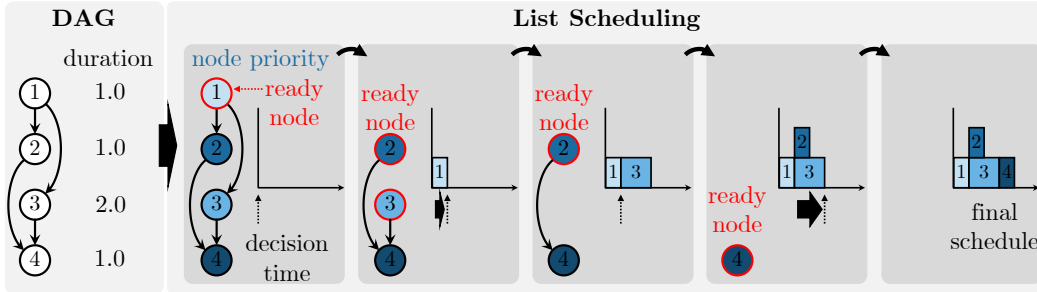 DAG
duration
1
1.0
2
1.0
3
2.0
4
1.0
List Scheduling
node priority
1
ready
node
2
3
4
decision
time
ready
node
2
3
4
1
ready
node
2
4
1
3
ready
node
4
2
1
3
2
1
3
4
final
schedule